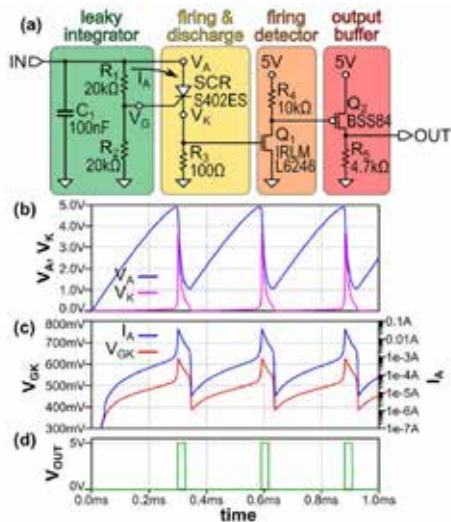 leaky integrator
firing & discharge
firing detector
output buffer
(a)
IN
R1
20kΩ
IA
VA
SCR
S402ES
VK
VG
C1
100nF
R2
20kΩ
R3
100Ω
5V
R4
10kΩ
Q1
IRLM
L6246
5V
Q2
BSS84
OUT
R5
4.7kΩ
(b)
5.0V
4.0V
3.0V
2.0V
1.0V
0.0V
VA, VK
VA
VK
(c)
800mV
700mV
600mV
500mV
400mV
300mV
VGK
IA
VGK
0.1A
0.01A
1e-3A
1e-4A
1e-5A
1e-6A
1e-7A
IA
(d)
5V
0V
VOUT
0.0ms 0.2ms 0.4ms 0.6ms 0.8ms 1.0ms
time